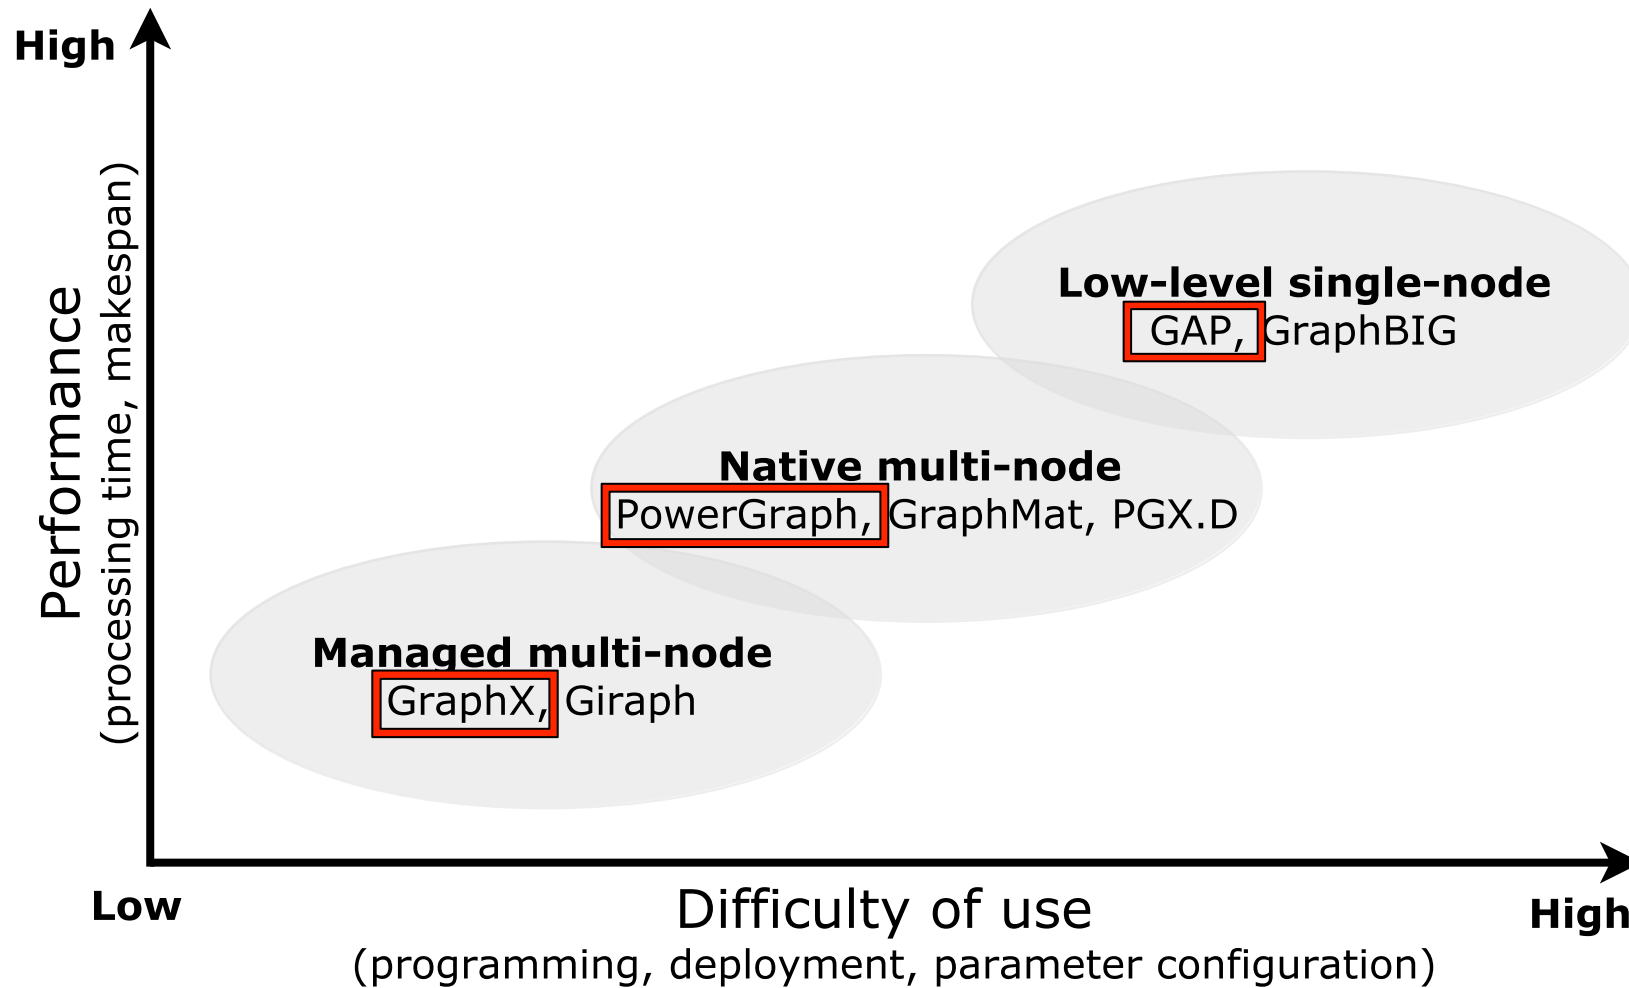 High
Performance
(processing time, makespan)
Low-level single-node
GAP, GraphBIG
Native multi-node
PowerGraph, GraphMat, PGX.D
Managed multi-node
GraphX, Giraph
Low
Difficulty of use
High
(programming, deployment, parameter configuration)